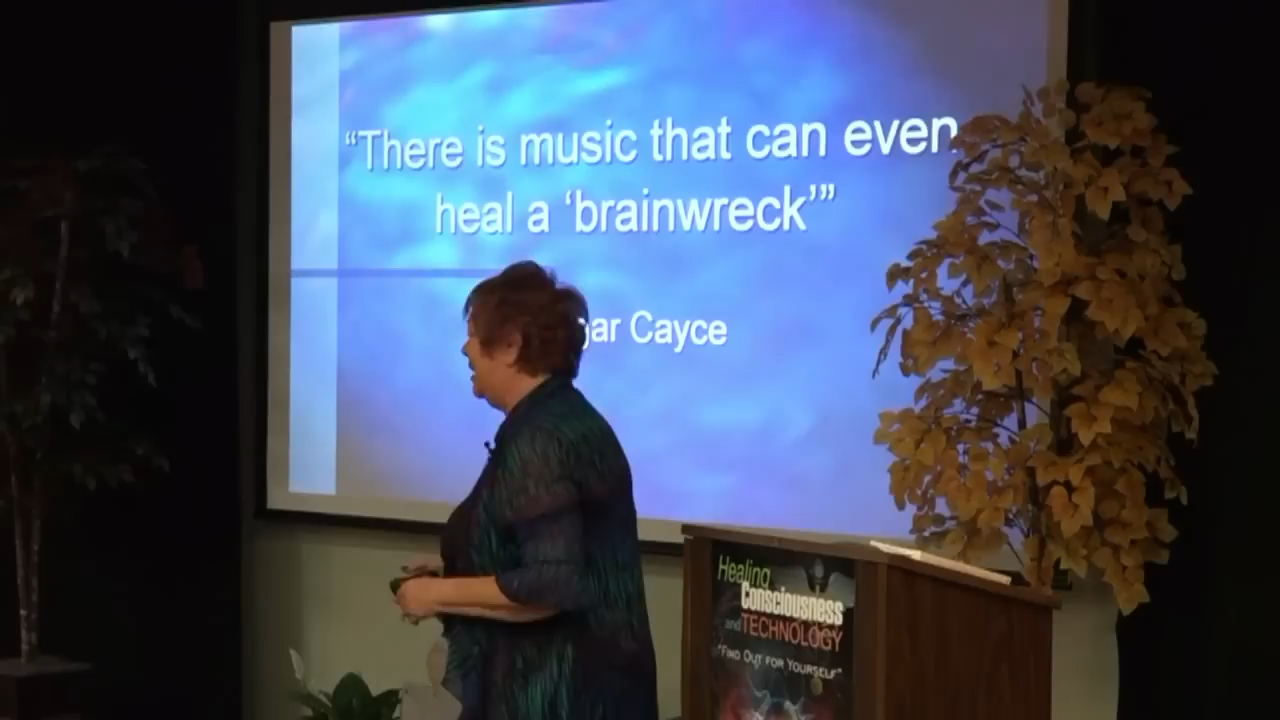 “There is music that can even
heal a ‘brainwreck’”
gar Cayce
Healing
Consciousness
and TECHNOLOGY
"FIND OUT FOR YOURSELF"